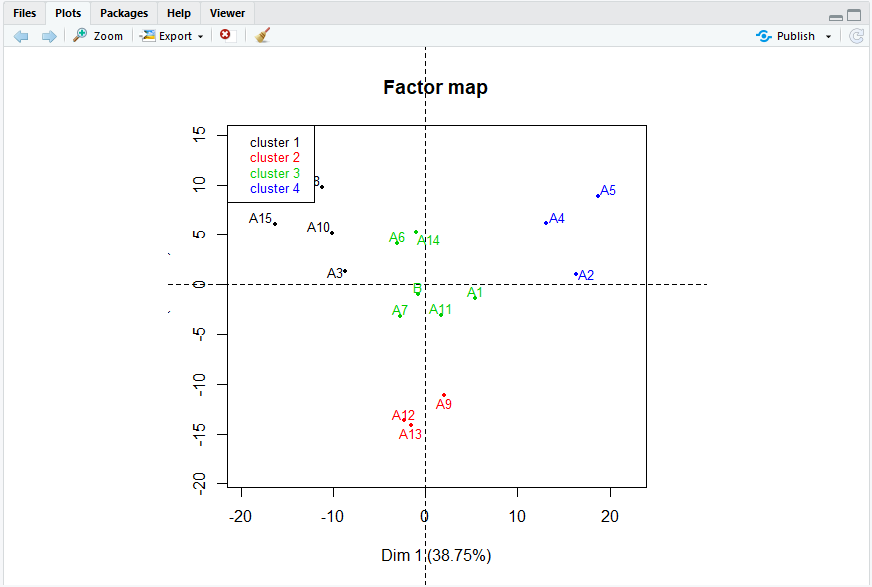 Files Plots Packages Help Viewer
Zoom Export Publish
Factor map
15
10
5
0
-5
-10
-15
-20
cluster 1
cluster 2
cluster 3
cluster 4
8
A15
A10
A3
A6
A14
B
A1
A7
A11
A5
A4
A2
A9
A12
A13
-20 -10 0 10 20
Dim 1 (38.75%)